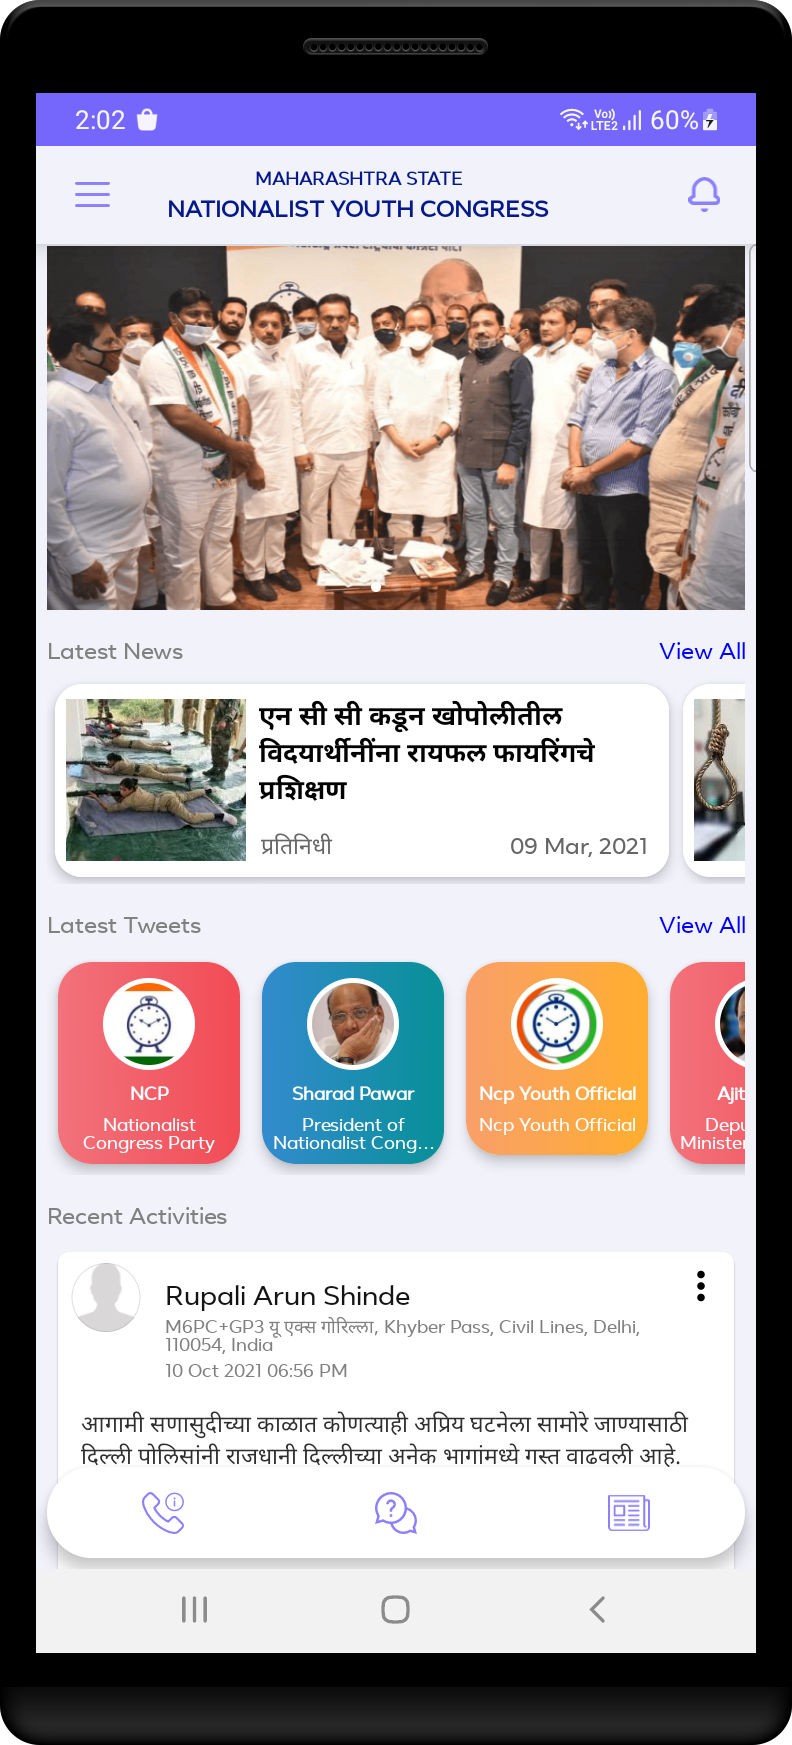 2:02
Vo)) LTE2 60%
MAHARASHTRA STATE
NATIONALIST YOUTH CONGRESS
Latest News View All
एन सी सी कडून खोपोलीतील
विदयार्थीनींना रायफल फायरिंगचे
प्रशिक्षण
प्रतिनिधी 09 Mar, 2021
Latest Tweets View All
NCP
Nationalist
Congress Party
Sharad Pawar
President of
Nationalist Cong...
Ncp Youth Official
Ncp Youth Official
Ajit
Depu
Minister
Recent Activities
Rupali Arun Shinde
M6PC+GP3 यू एक्स गोरिल्ला, Khyber Pass, Civil Lines, Delhi,
110054, India
10 Oct 2021 06:56 PM
आगामी सणासुदीच्या काळात कोणत्याही अप्रिय घटनेला सामोरे जाण्यासाठी
दिल्ली पोलिसांनी राजधानी दिल्लीच्या अनेक भागांमध्ये गस्त वाढवली आहे.